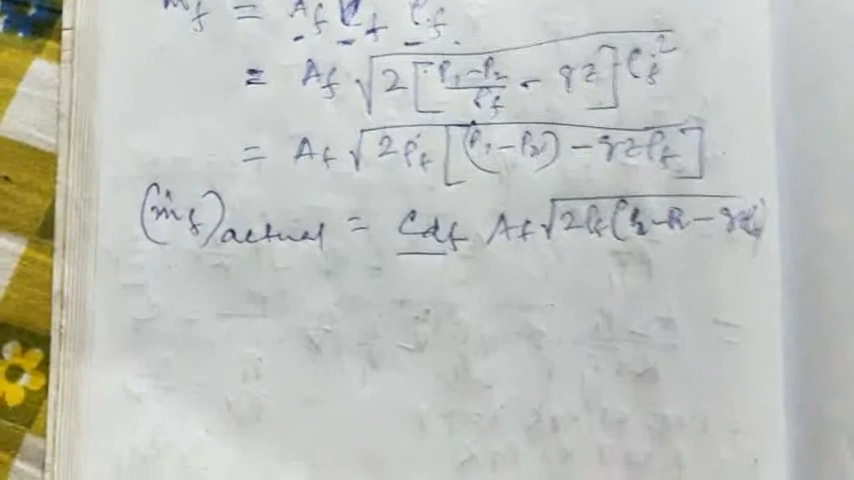 ṁf = Af Cf ρf
= Af √2[(P₁-P₂)/ρf - gz] ρf²
= Af √2ρf [(P₁-P₂) - gzρf]
(ṁf)actual = Cdf Af √2ρf(P₁-P₂-gz